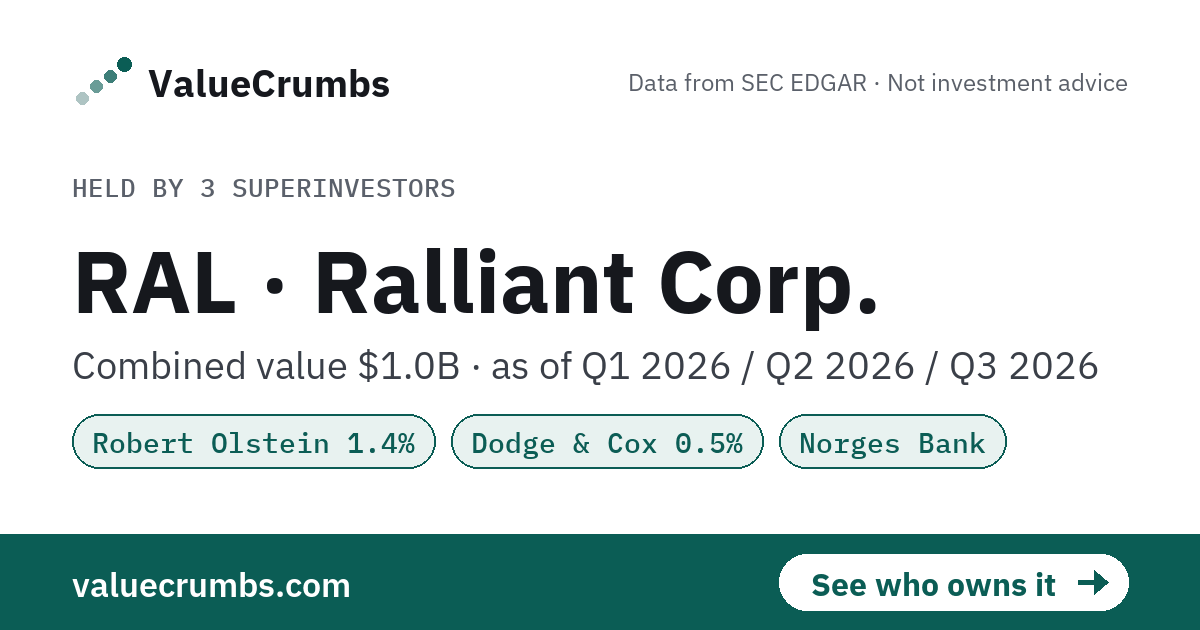 ValueCrumbs
Data from SEC EDGAR · Not investment advice
HELD BY 3 SUPERINVESTORS
RAL · Ralliant Corp.
Combined value $1.0B · as of Q1 2026 / Q2 2026 / Q3 2026
Robert Olstein 1.4% Dodge & Cox 0.5% Norges Bank
valuecrumbs.com
See who owns it →